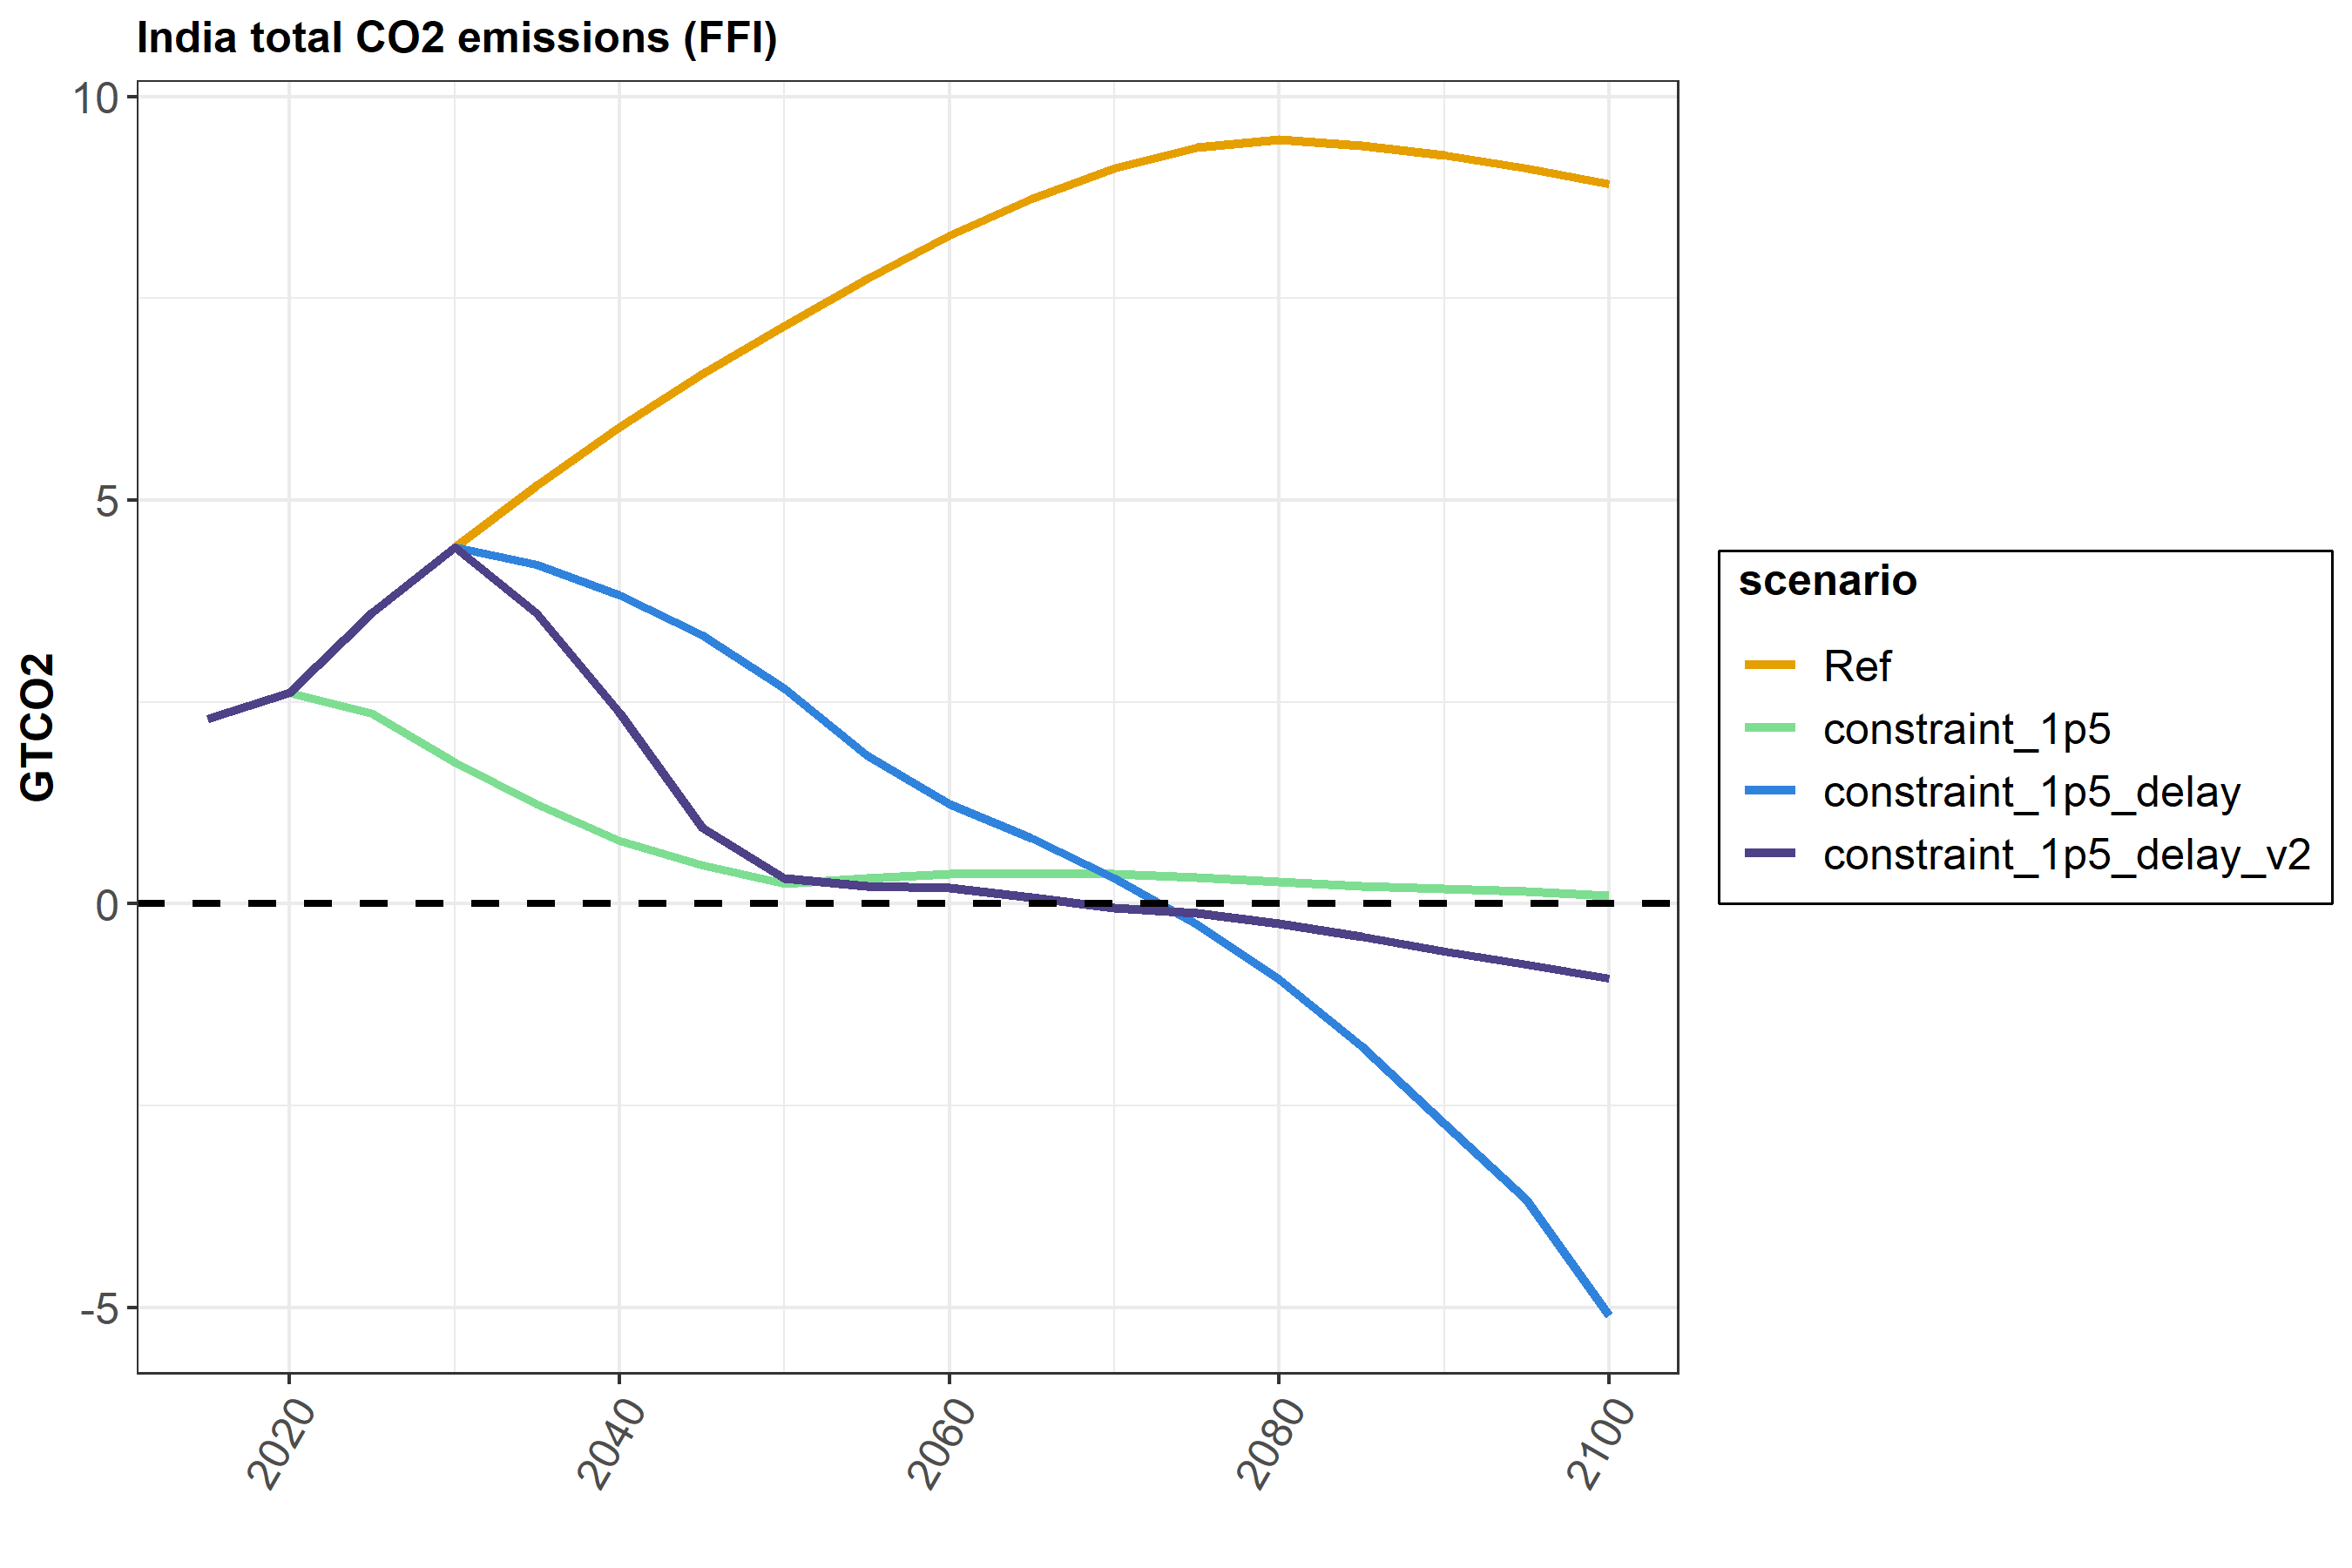 India total CO2 emissions (FFI)
GTCO2
10
5
0
-5
2020
2040
2060
2080
2100
scenario
Ref
constraint_1p5
constraint_1p5_delay
constraint_1p5_delay_v2